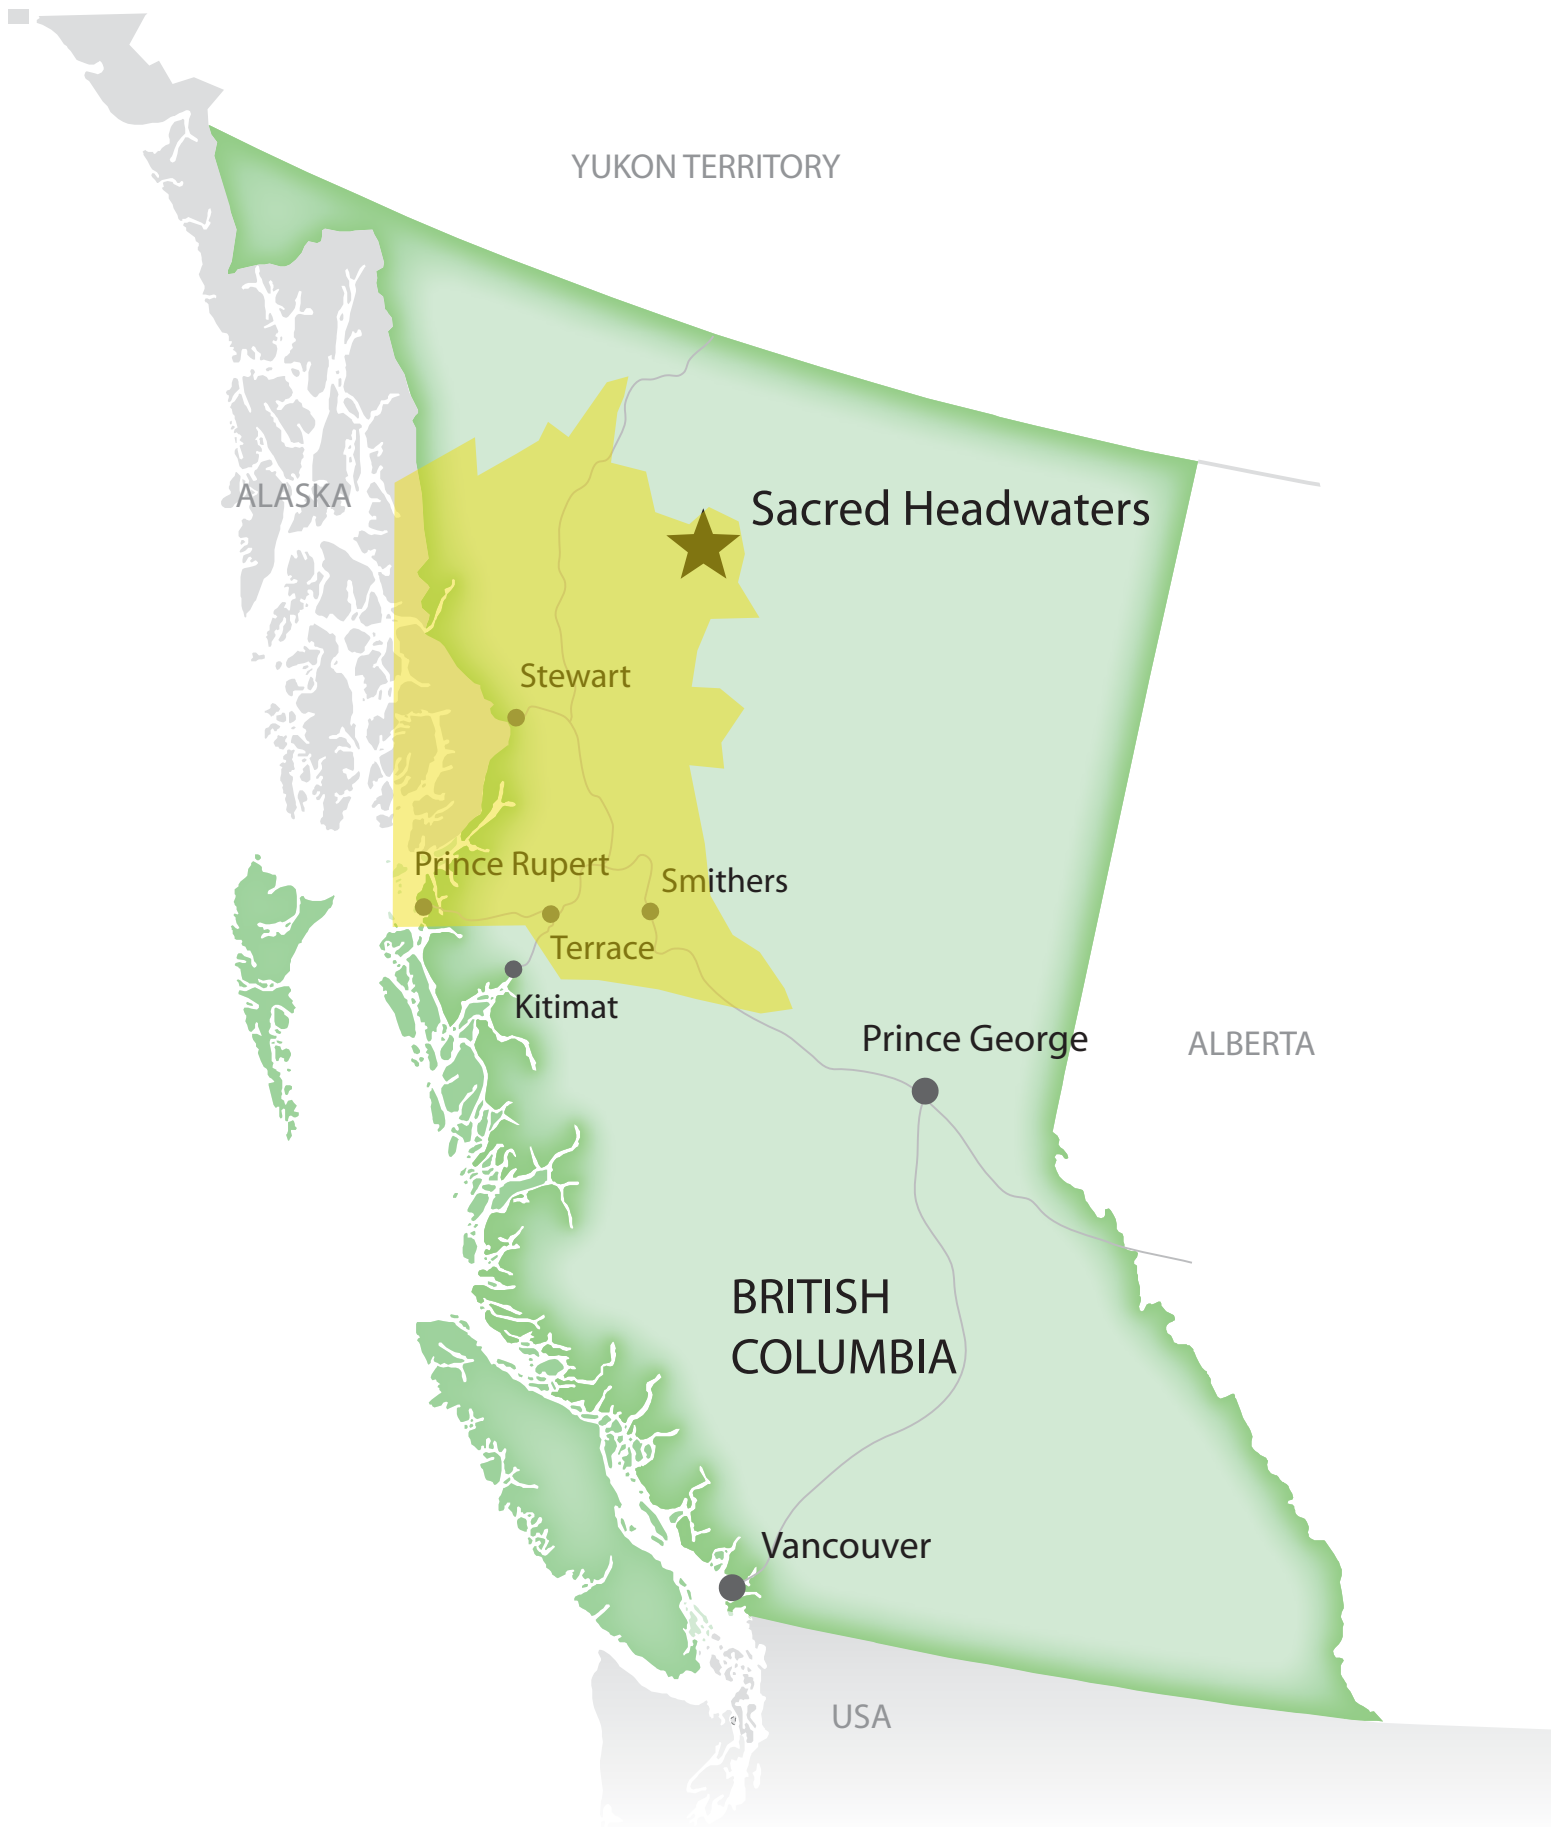 YUKON TERRITORY
ALASKA
Sacred Headwaters
Stewart
Prince Rupert
Smithers
Terrace
Kitimat
Prince George
ALBERTA
BRITISH
COLUMBIA
Vancouver
USA